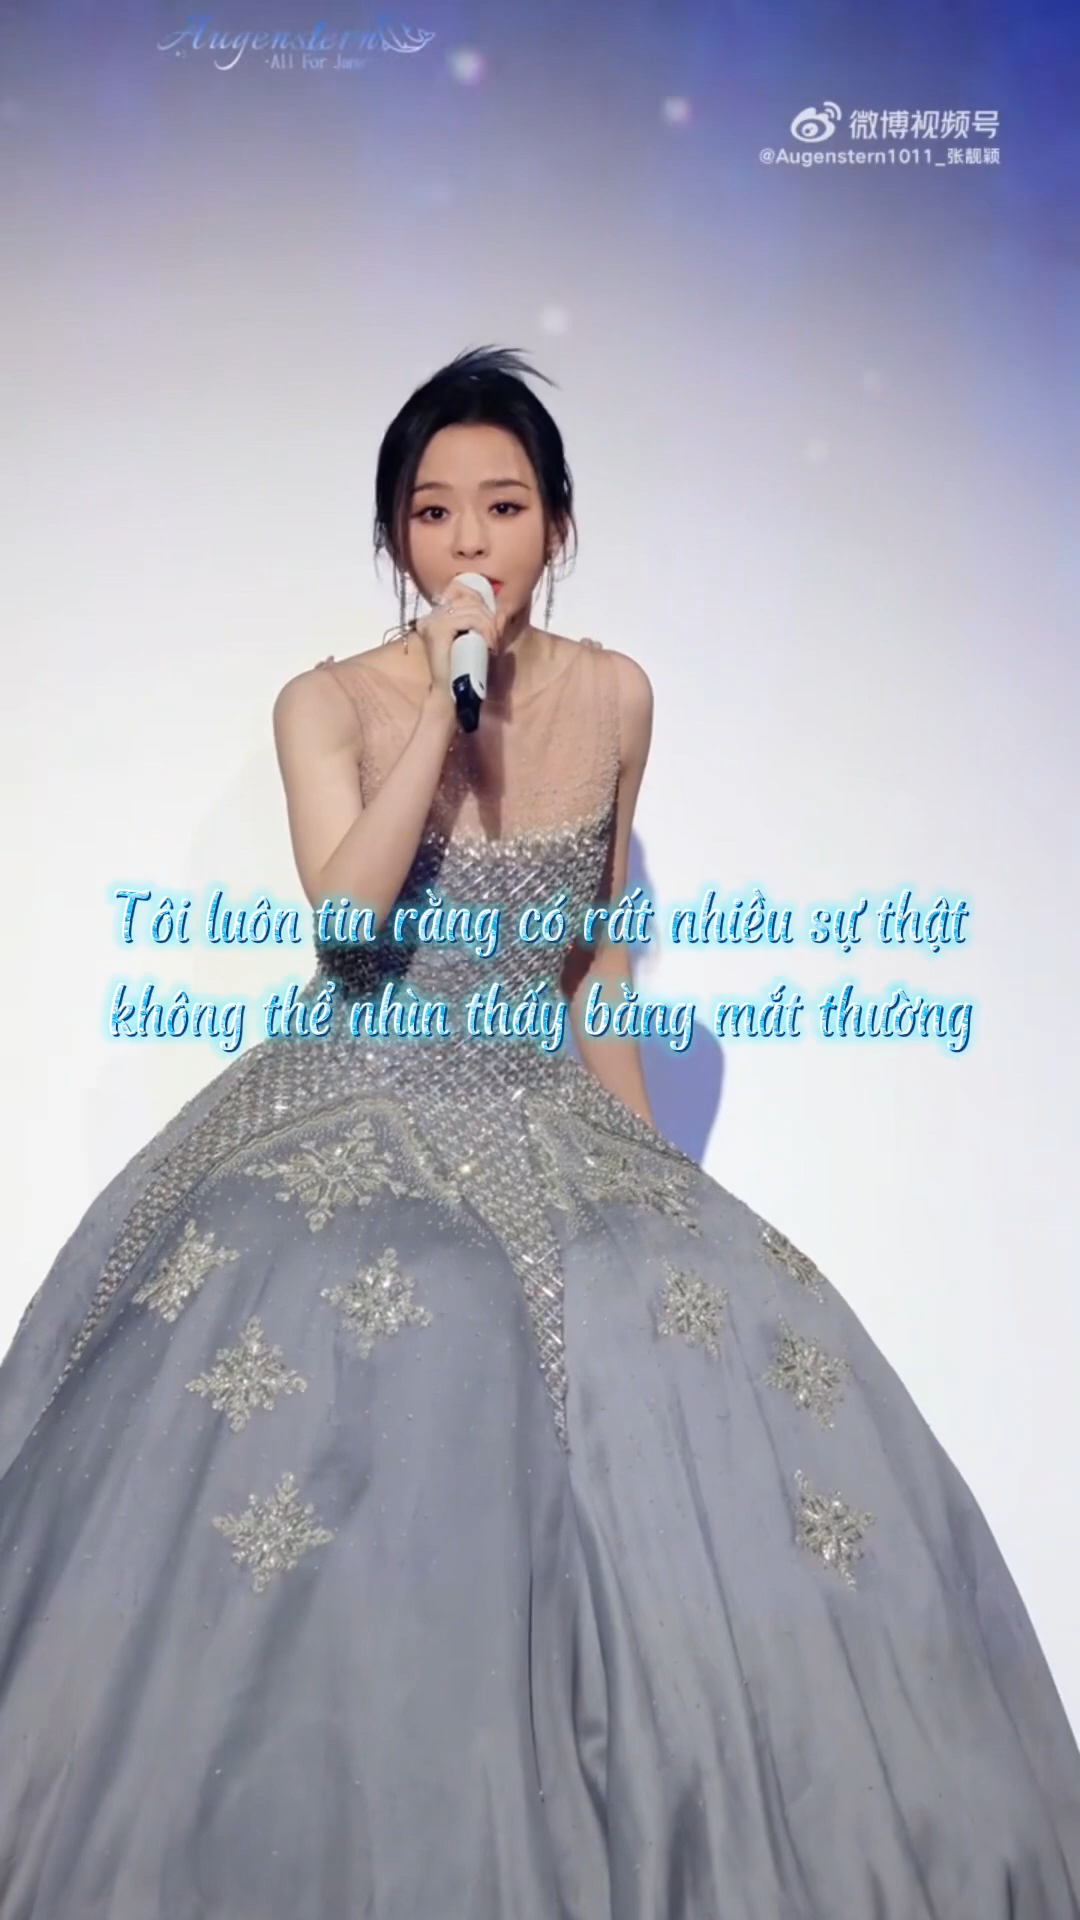 Augenstern
·All For Jane·
微博视频号
@Augenstern1011_张靓颖
Tôi luôn tin rằng có rất nhiều sự thật
không thể nhìn thấy bằng mắt thường